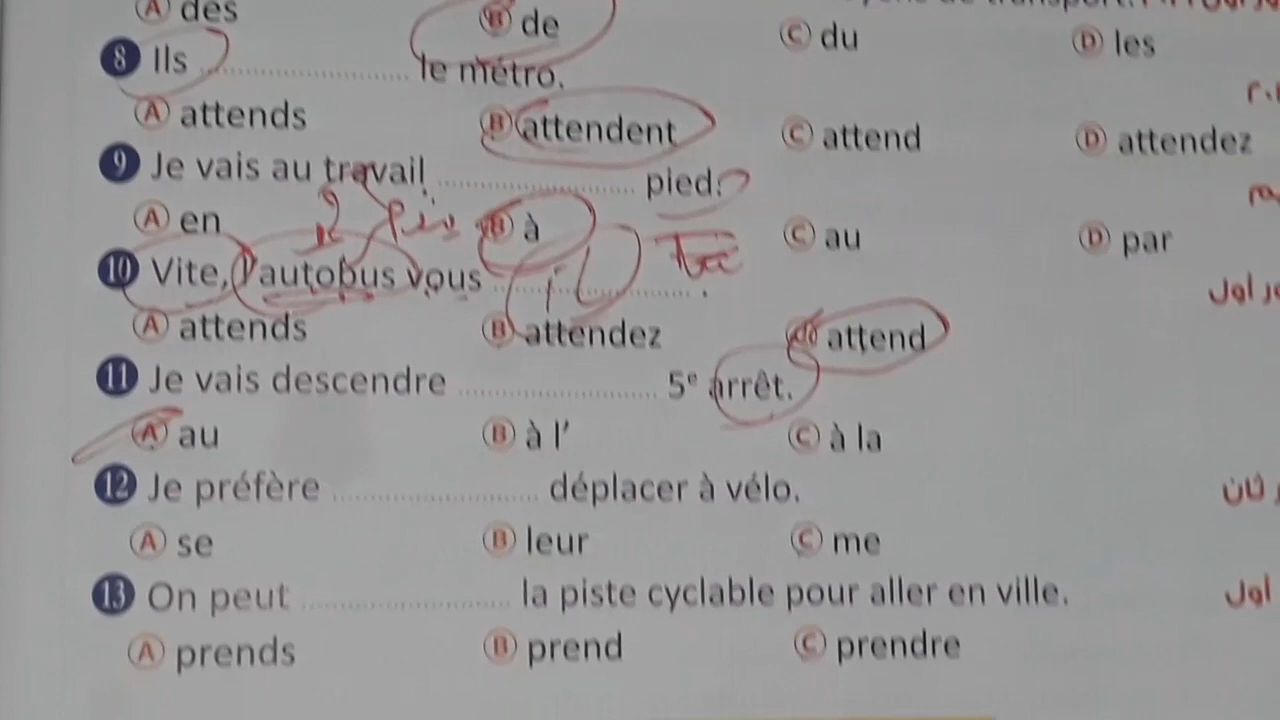 A des B de C du D les
8 Ils .................... le métro.
A attends B attendent C attend D attendez
9 Je vais au travail .................... pied.
A en B à C au D par
10 Vite, l'autobus vous .................... .
A attends B attendez C attend
11 Je vais descendre .................... 5e arrêt.
A au B à l' C à la
12 Je préfère .................... déplacer à vélo.
A se B leur C me
13 On peut .................... la piste cyclable pour aller en ville.
A prends B prend C prendre
أول
ثان
أول